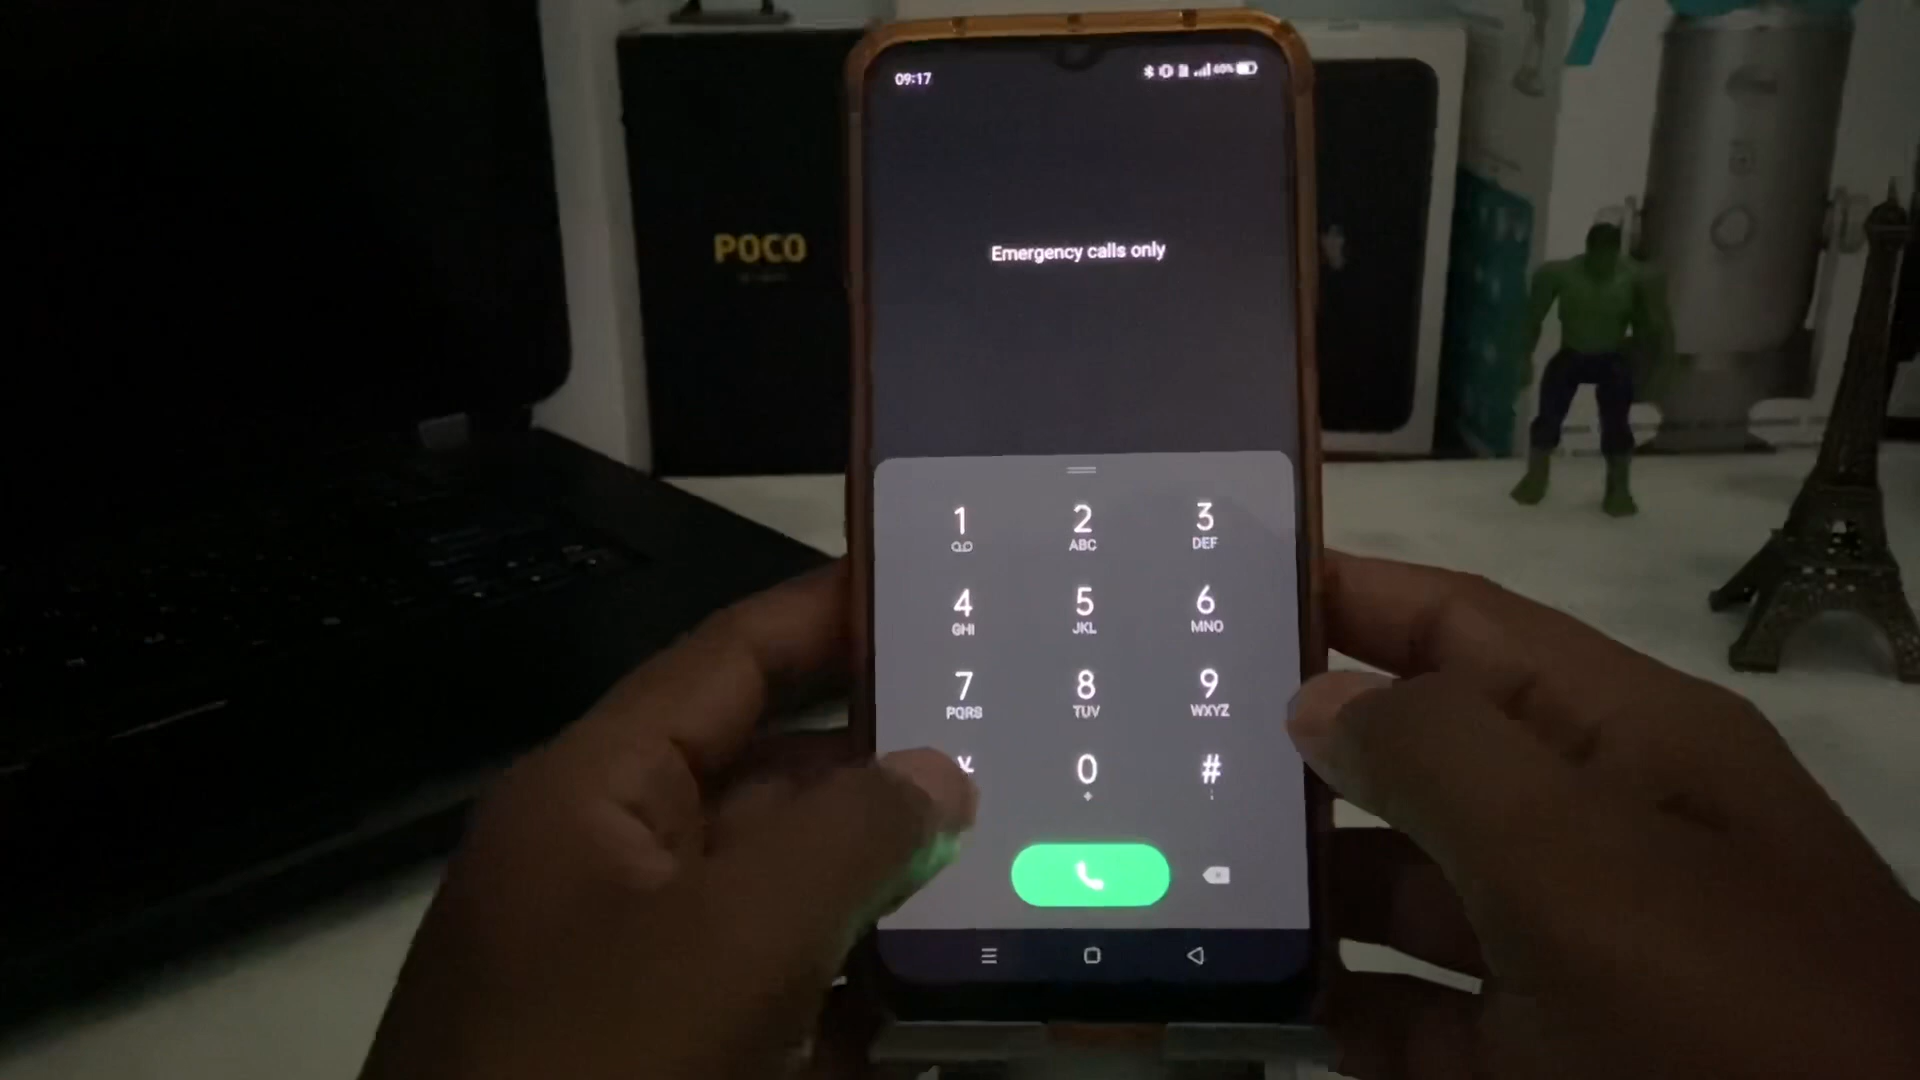 POCO
09:17
60%
Emergency calls only
1
2
ABC
3
DEF
4
GHI
5
JKL
6
MNO
7
PQRS
8
TUV
9
WXYZ
0
+
#
;